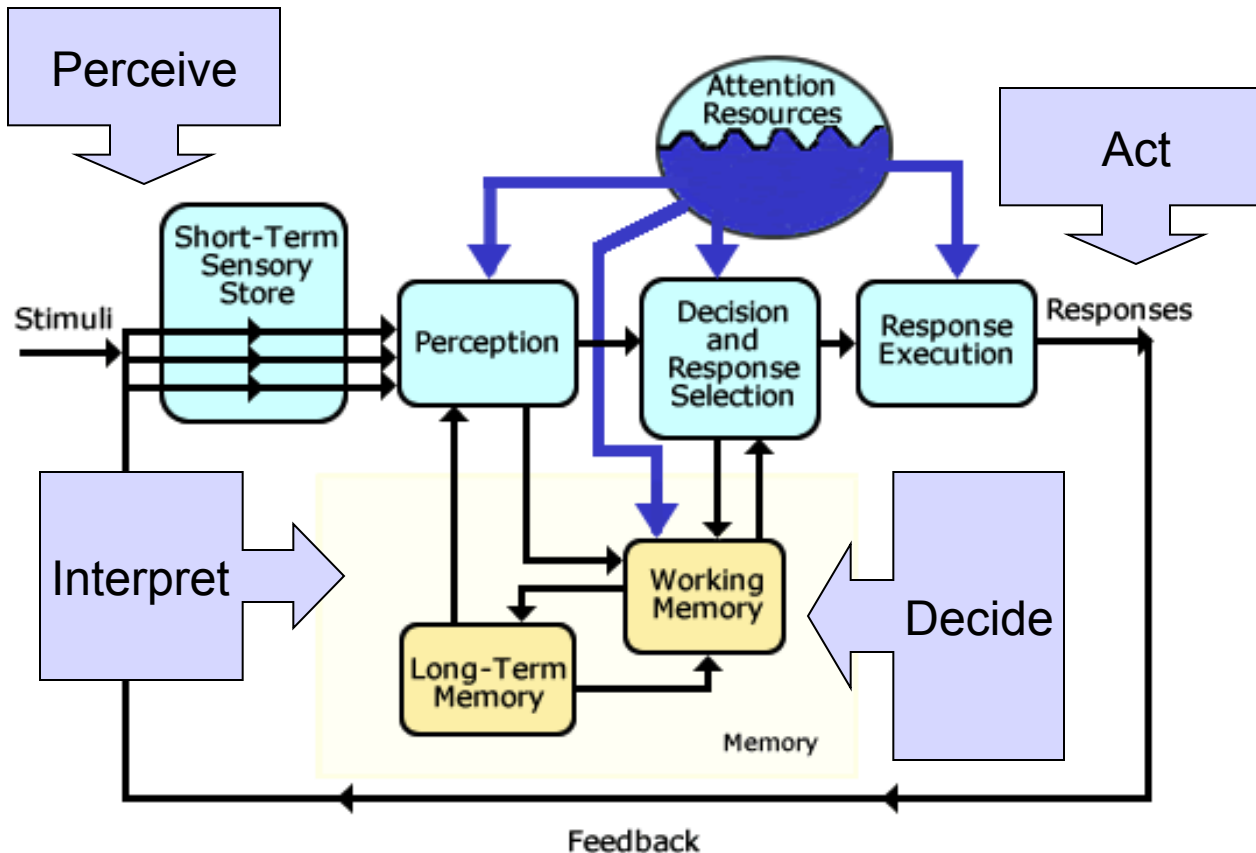 Perceive
Attention
Resources
Act
Short-Term
Sensory
Store
Stimuli
Perception
Decision
and
Response
Selection
Response
Execution
Responses
Interpret
Working
Memory
Decide
Long-Term
Memory
Memory
Feedback